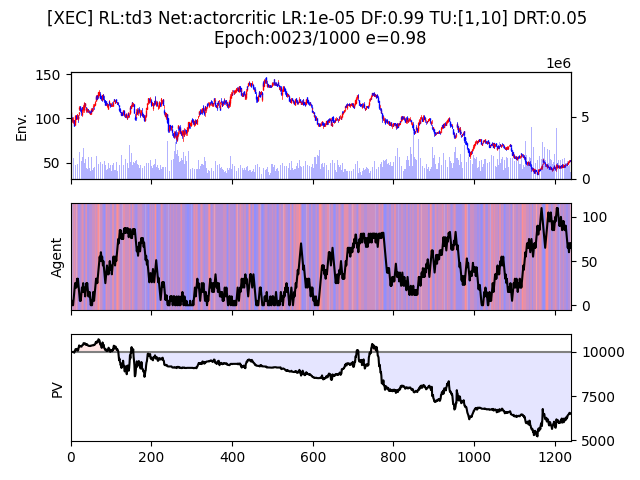 [XEC] RL:td3 Net:actorcritic LR:1e-05 DF:0.99 TU:[1,10] DRT:0.05
Epoch:0023/1000 e=0.98
1e6
150
100
50
Env.
5
0
Agent
100
50
0
PV
10000
7500
5000
0 200 400 600 800 1000 1200